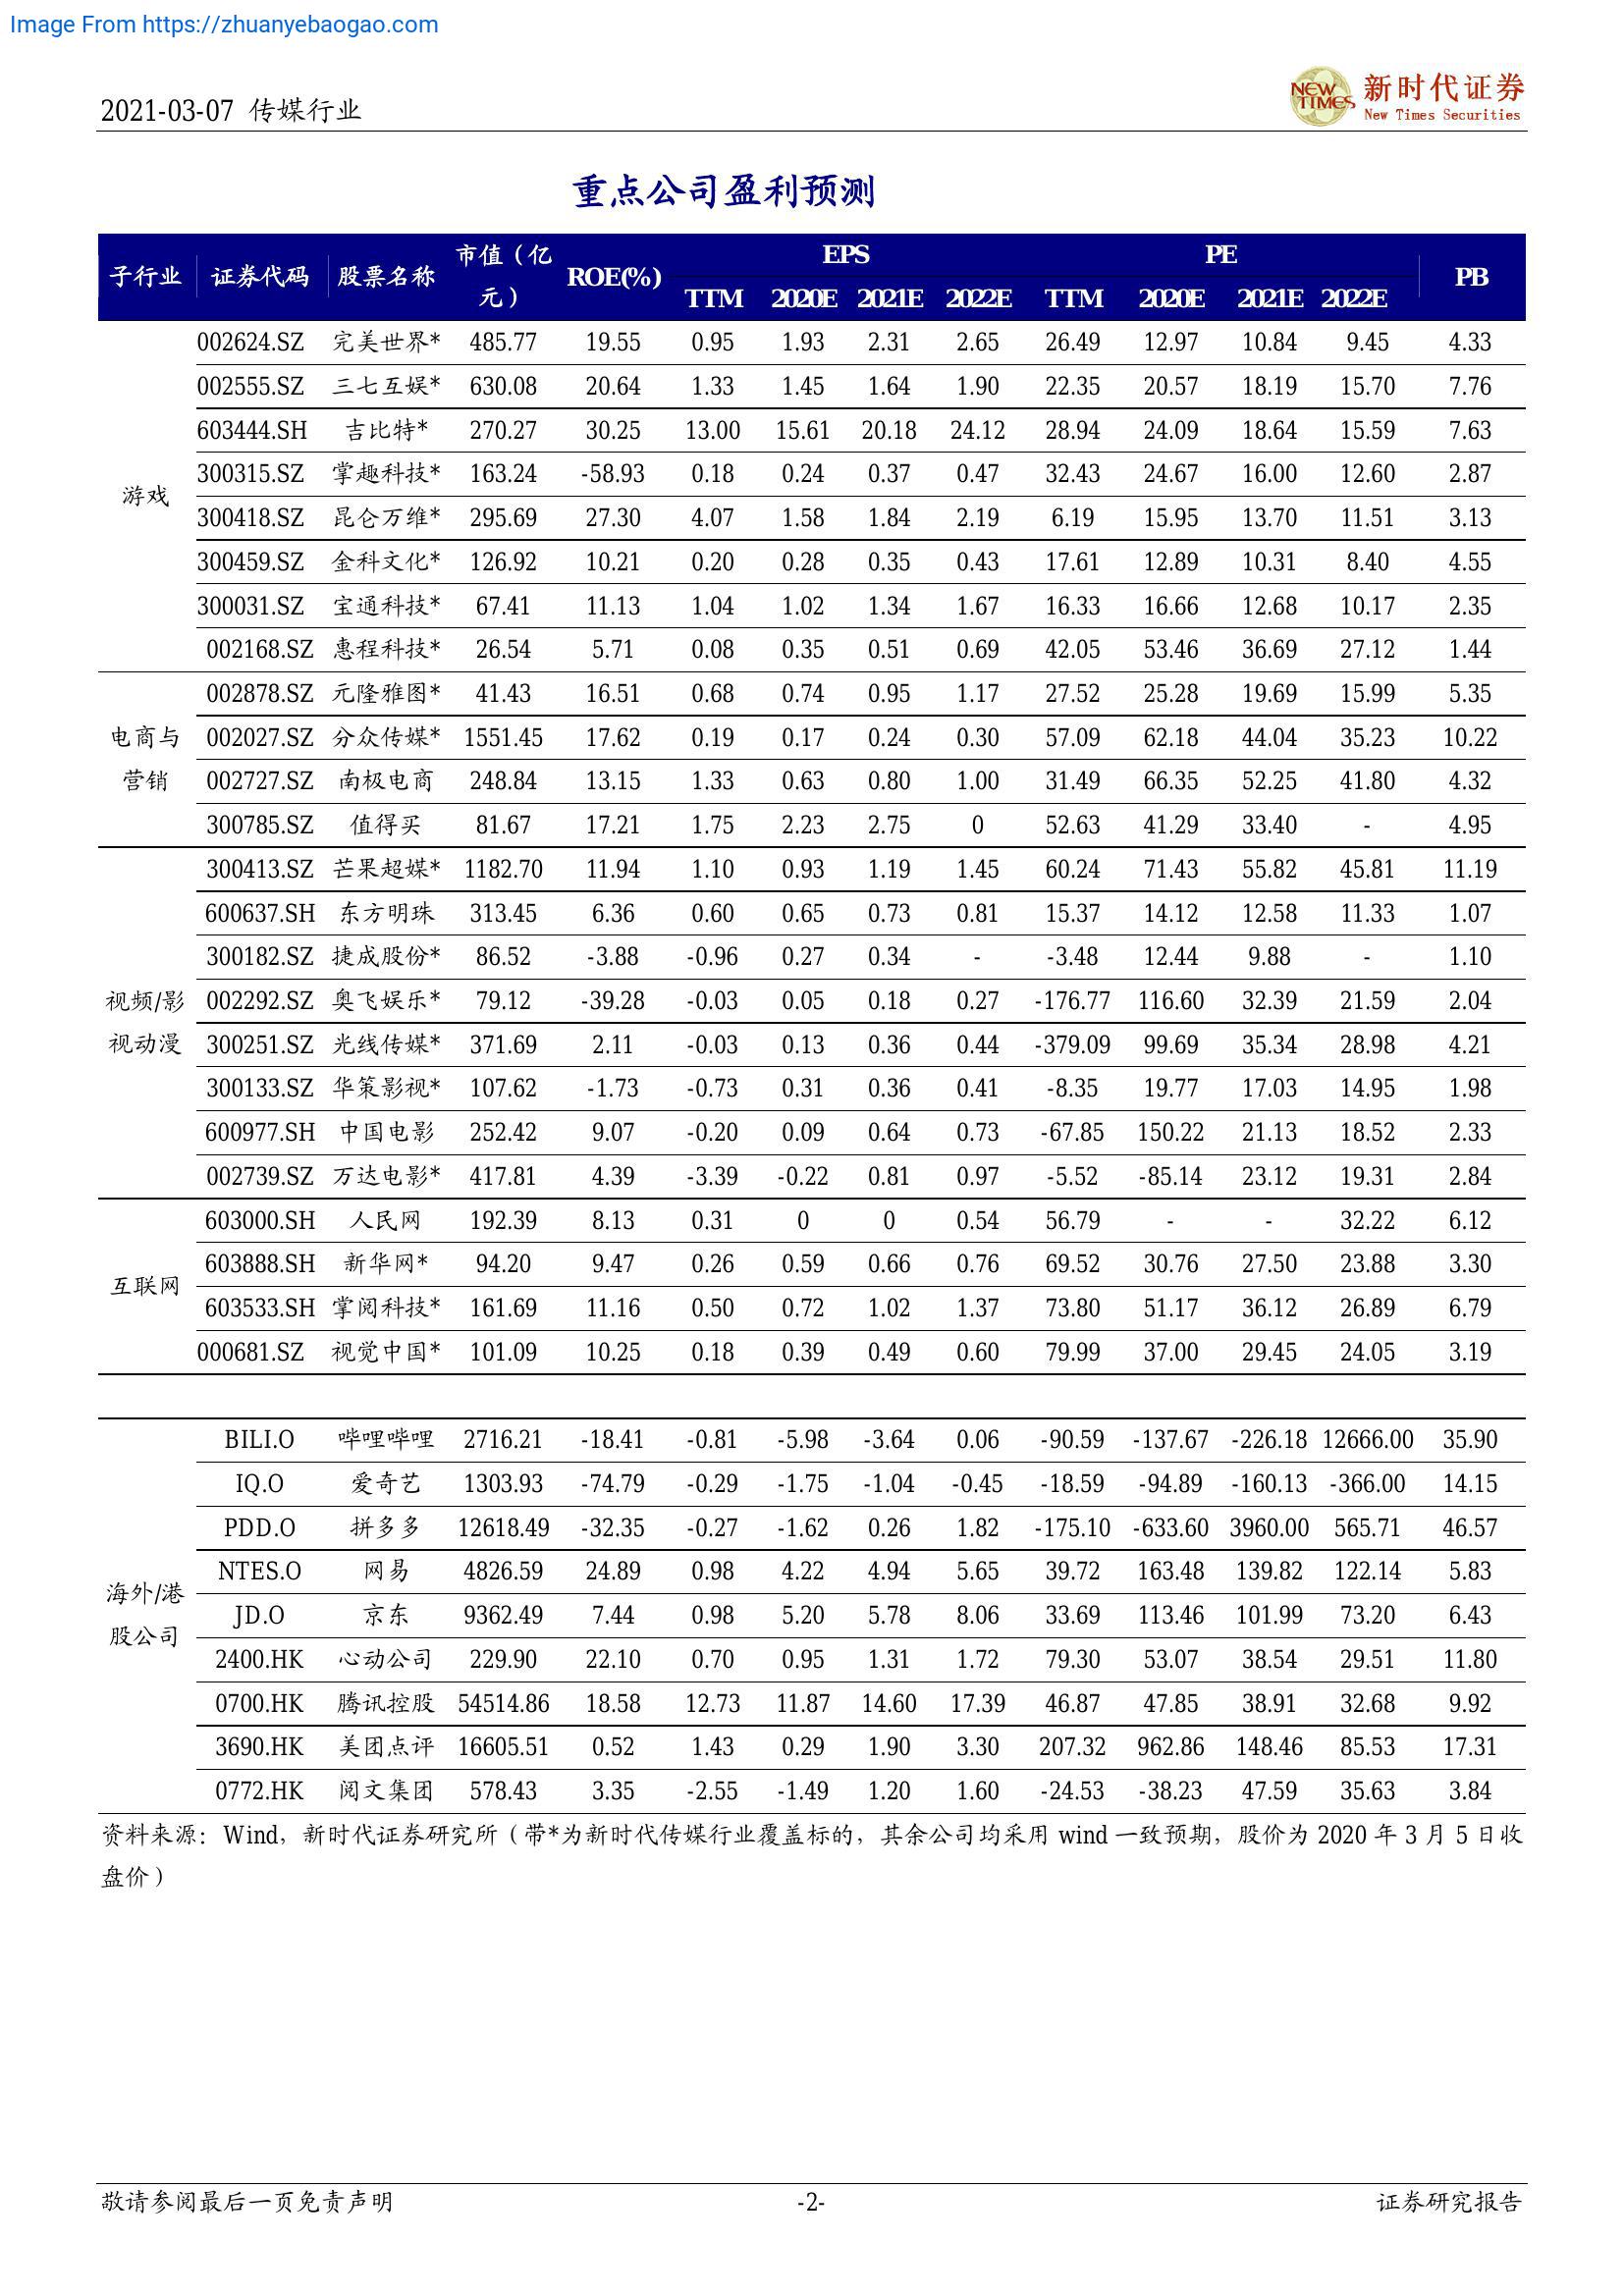 Image From https://zhuanyebaogao.com
2021-03-07 传媒行业
NEW TIMES 新时代证券
New Times Securities
重点公司盈利预测
子行业 证券代码 股票名称 市值（亿元） ROE(%) EPS PE PB
TTM 2020E 2021E 2022E TTM 2020E 2021E 2022E
游戏
002624.SZ 完美世界* 485.77 19.55 0.95 1.93 2.31 2.65 26.49 12.97 10.84 9.45 4.33
002555.SZ 三七互娱* 630.08 20.64 1.33 1.45 1.64 1.90 22.35 20.57 18.19 15.70 7.76
603444.SH 吉比特* 270.27 30.25 13.00 15.61 20.18 24.12 28.94 24.09 18.64 15.59 7.63
300315.SZ 掌趣科技* 163.24 -58.93 0.18 0.24 0.37 0.47 32.43 24.67 16.00 12.60 2.87
300418.SZ 昆仑万维* 295.69 27.30 4.07 1.58 1.84 2.19 6.19 15.95 13.70 11.51 3.13
300459.SZ 金科文化* 126.92 10.21 0.20 0.28 0.35 0.43 17.61 12.89 10.31 8.40 4.55
300031.SZ 宝通科技* 67.41 11.13 1.04 1.02 1.34 1.67 16.33 16.66 12.68 10.17 2.35
002168.SZ 惠程科技* 26.54 5.71 0.08 0.35 0.51 0.69 42.05 53.46 36.69 27.12 1.44
电商与营销
002878.SZ 元隆雅图* 41.43 16.51 0.68 0.74 0.95 1.17 27.52 25.28 19.69 15.99 5.35
002027.SZ 分众传媒* 1551.45 17.62 0.19 0.17 0.24 0.30 57.09 62.18 44.04 35.23 10.22
002727.SZ 南极电商 248.84 13.15 1.33 0.63 0.80 1.00 31.49 66.35 52.25 41.80 4.32
300785.SZ 值得买 81.67 17.21 1.75 2.23 2.75 0 52.63 41.29 33.40 - 4.95
视频/影视动漫
300413.SZ 芒果超媒* 1182.70 11.94 1.10 0.93 1.19 1.45 60.24 71.43 55.82 45.81 11.19
600637.SH 东方明珠 313.45 6.36 0.60 0.65 0.73 0.81 15.37 14.12 12.58 11.33 1.07
300182.SZ 捷成股份* 86.52 -3.88 -0.96 0.27 0.34 - -3.48 12.44 9.88 - 1.10
002292.SZ 奥飞娱乐* 79.12 -39.28 -0.03 0.05 0.18 0.27 -176.77 116.60 32.39 21.59 2.04
300251.SZ 光线传媒* 371.69 2.11 -0.03 0.13 0.36 0.44 -379.09 99.69 35.34 28.98 4.21
300133.SZ 华策影视* 107.62 -1.73 -0.73 0.31 0.36 0.41 -8.35 19.77 17.03 14.95 1.98
600977.SH 中国电影 252.42 9.07 -0.20 0.09 0.64 0.73 -67.85 150.22 21.13 18.52 2.33
002739.SZ 万达电影* 417.81 4.39 -3.39 -0.22 0.81 0.97 -5.52 -85.14 23.12 19.31 2.84
互联网
603000.SH 人民网 192.39 8.13 0.31 0 0 0.54 56.79 - - 32.22 6.12
603888.SH 新华网* 94.20 9.47 0.26 0.59 0.66 0.76 69.52 30.76 27.50 23.88 3.30
603533.SH 掌阅科技* 161.69 11.16 0.50 0.72 1.02 1.37 73.80 51.17 36.12 26.89 6.79
000681.SZ 视觉中国* 101.09 10.25 0.18 0.39 0.49 0.60 79.99 37.00 29.45 24.05 3.19
海外/港股公司
BILI.O 哔哩哔哩 2716.21 -18.41 -0.81 -5.98 -3.64 0.06 -90.59 -137.67 -226.18 12666.00 35.90
IQ.O 爱奇艺 1303.93 -74.79 -0.29 -1.75 -1.04 -0.45 -18.59 -94.89 -160.13 -366.00 14.15
PDD.O 拼多多 12618.49 -32.35 -0.27 -1.62 0.26 1.82 -175.10 -633.60 3960.00 565.71 46.57
NTES.O 网易 4826.59 24.89 0.98 4.22 4.94 5.65 39.72 163.48 139.82 122.14 5.83
JD.O 京东 9362.49 7.44 0.98 5.20 5.78 8.06 33.69 113.46 101.99 73.20 6.43
2400.HK 心动公司 229.90 22.10 0.70 0.95 1.31 1.72 79.30 53.07 38.54 29.51 11.80
0700.HK 腾讯控股 54514.86 18.58 12.73 11.87 14.60 17.39 46.87 47.85 38.91 32.68 9.92
3690.HK 美团点评 16605.51 0.52 1.43 0.29 1.90 3.30 207.32 962.86 148.46 85.53 17.31
0772.HK 阅文集团 578.43 3.35 -2.55 -1.49 1.20 1.60 -24.53 -38.23 47.59 35.63 3.84
资料来源：Wind，新时代证券研究所（带*为新时代传媒行业覆盖标的，其余公司均采用 wind 一致预期，股价为 2020 年 3 月 5 日收
盘价）
敬请参阅最后一页免责声明 -2- 证券研究报告